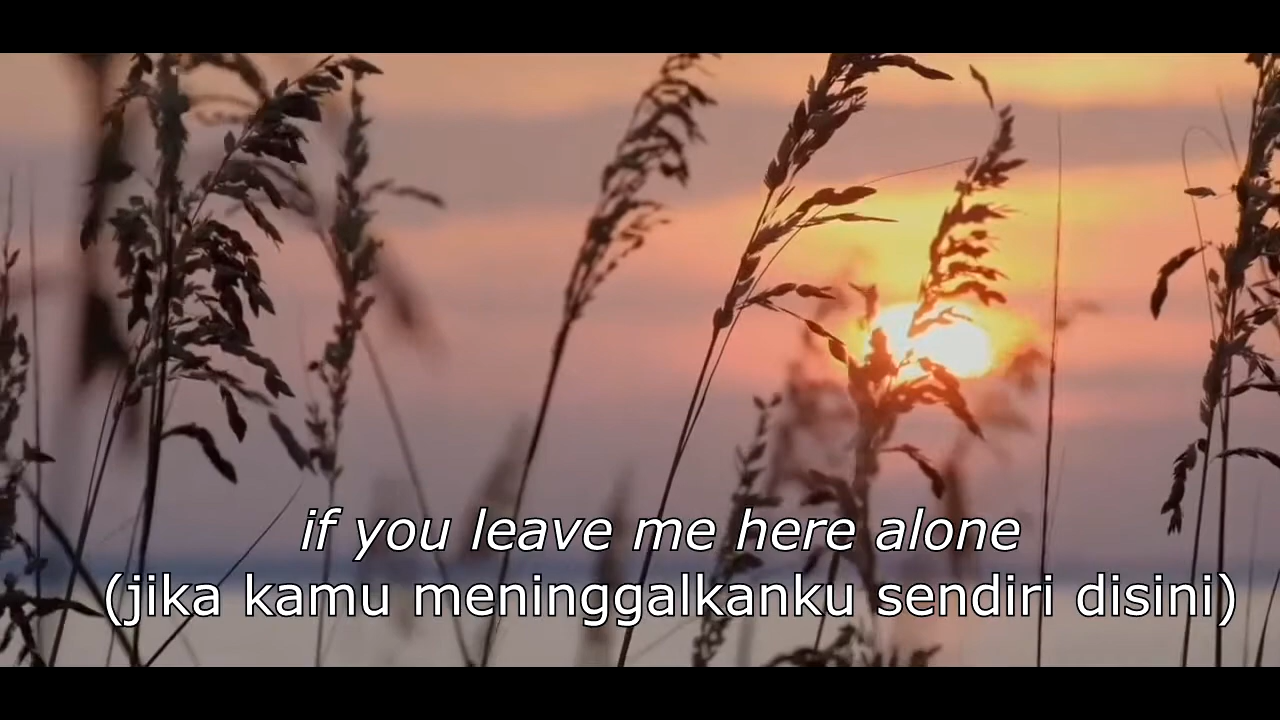 if you leave me here alone
(jika kamu meninggalkanku sendiri disini)